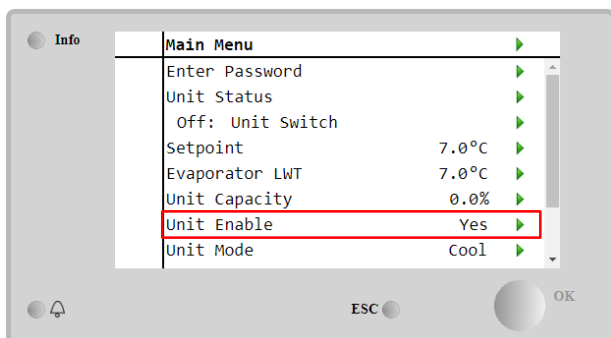 Info
Main Menu
Enter Password
Unit Status
Off: Unit Switch
Setpoint 7.0°C
Evaporator LWT 7.0°C
Unit Capacity 0.0%
Unit Enable Yes
Unit Mode Cool
ESC
OK